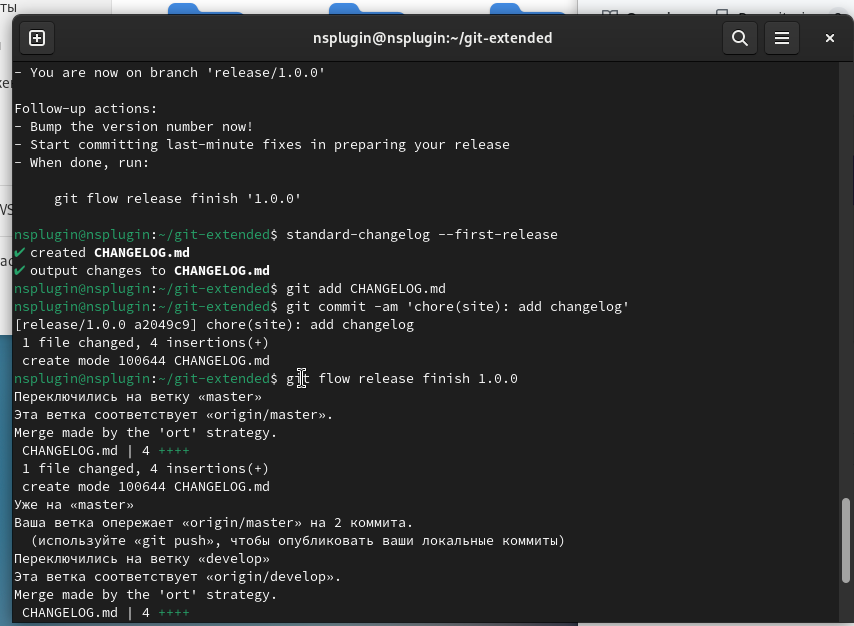 ты
nsplugin@nsplugin:~/git-extended
- You are now on branch 'release/1.0.0'
Follow-up actions:
- Bump the version number now!
- Start committing last-minute fixes in preparing your release
- When done, run:
git flow release finish '1.0.0'
nsplugin@nsplugin:~/git-extended$ standard-changelog --first-release
✔ created CHANGELOG.md
✔ output changes to CHANGELOG.md
nsplugin@nsplugin:~/git-extended$ git add CHANGELOG.md
nsplugin@nsplugin:~/git-extended$ git commit -am 'chore(site): add changelog'
[release/1.0.0 a2049c9] chore(site): add changelog
1 file changed, 4 insertions(+)
create mode 100644 CHANGELOG.md
nsplugin@nsplugin:~/git-extended$ git flow release finish 1.0.0
Переключились на ветку «master»
Эта ветка соответствует «origin/master».
Merge made by the 'ort' strategy.
CHANGELOG.md | 4 ++++
1 file changed, 4 insertions(+)
create mode 100644 CHANGELOG.md
Уже на «master»
Ваша ветка опережает «origin/master» на 2 коммита.
(используйте «git push», чтобы опубликовать ваши локальные коммиты)
Переключились на ветку «develop»
Эта ветка соответствует «origin/develop».
Merge made by the 'ort' strategy.
CHANGELOG.md | 4 ++++